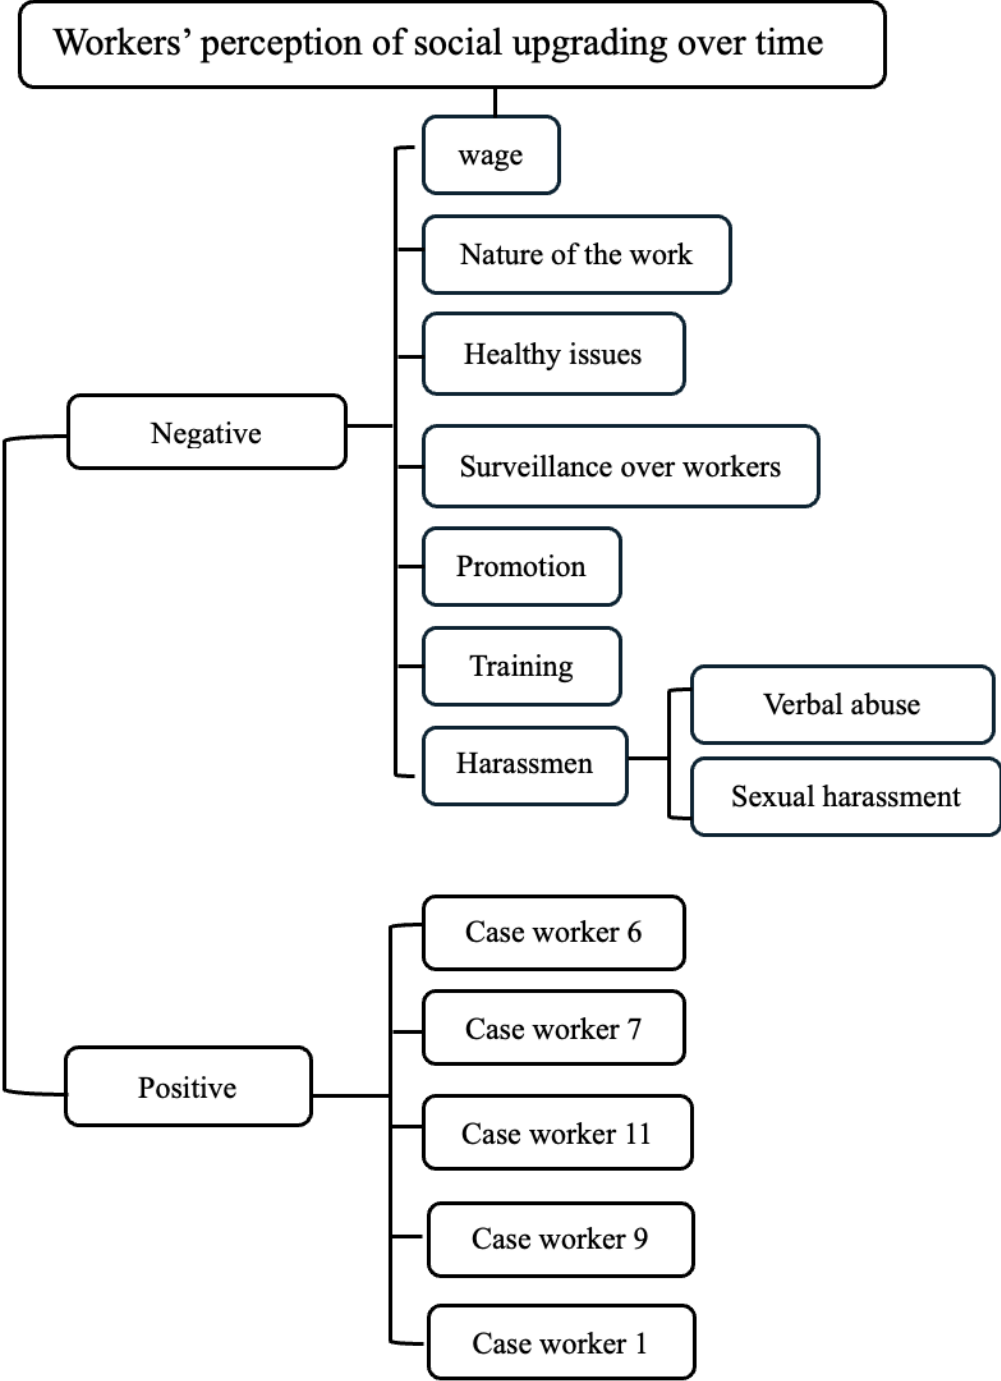 Workers’ perception of social upgrading over time
wage
Nature of the work
Healthy issues
Negative
Surveillance over workers
Promotion
Training
Verbal abuse
Harassmen
Sexual harassment
Case worker 6
Case worker 7
Positive
Case worker 11
Case worker 9
Case worker 1